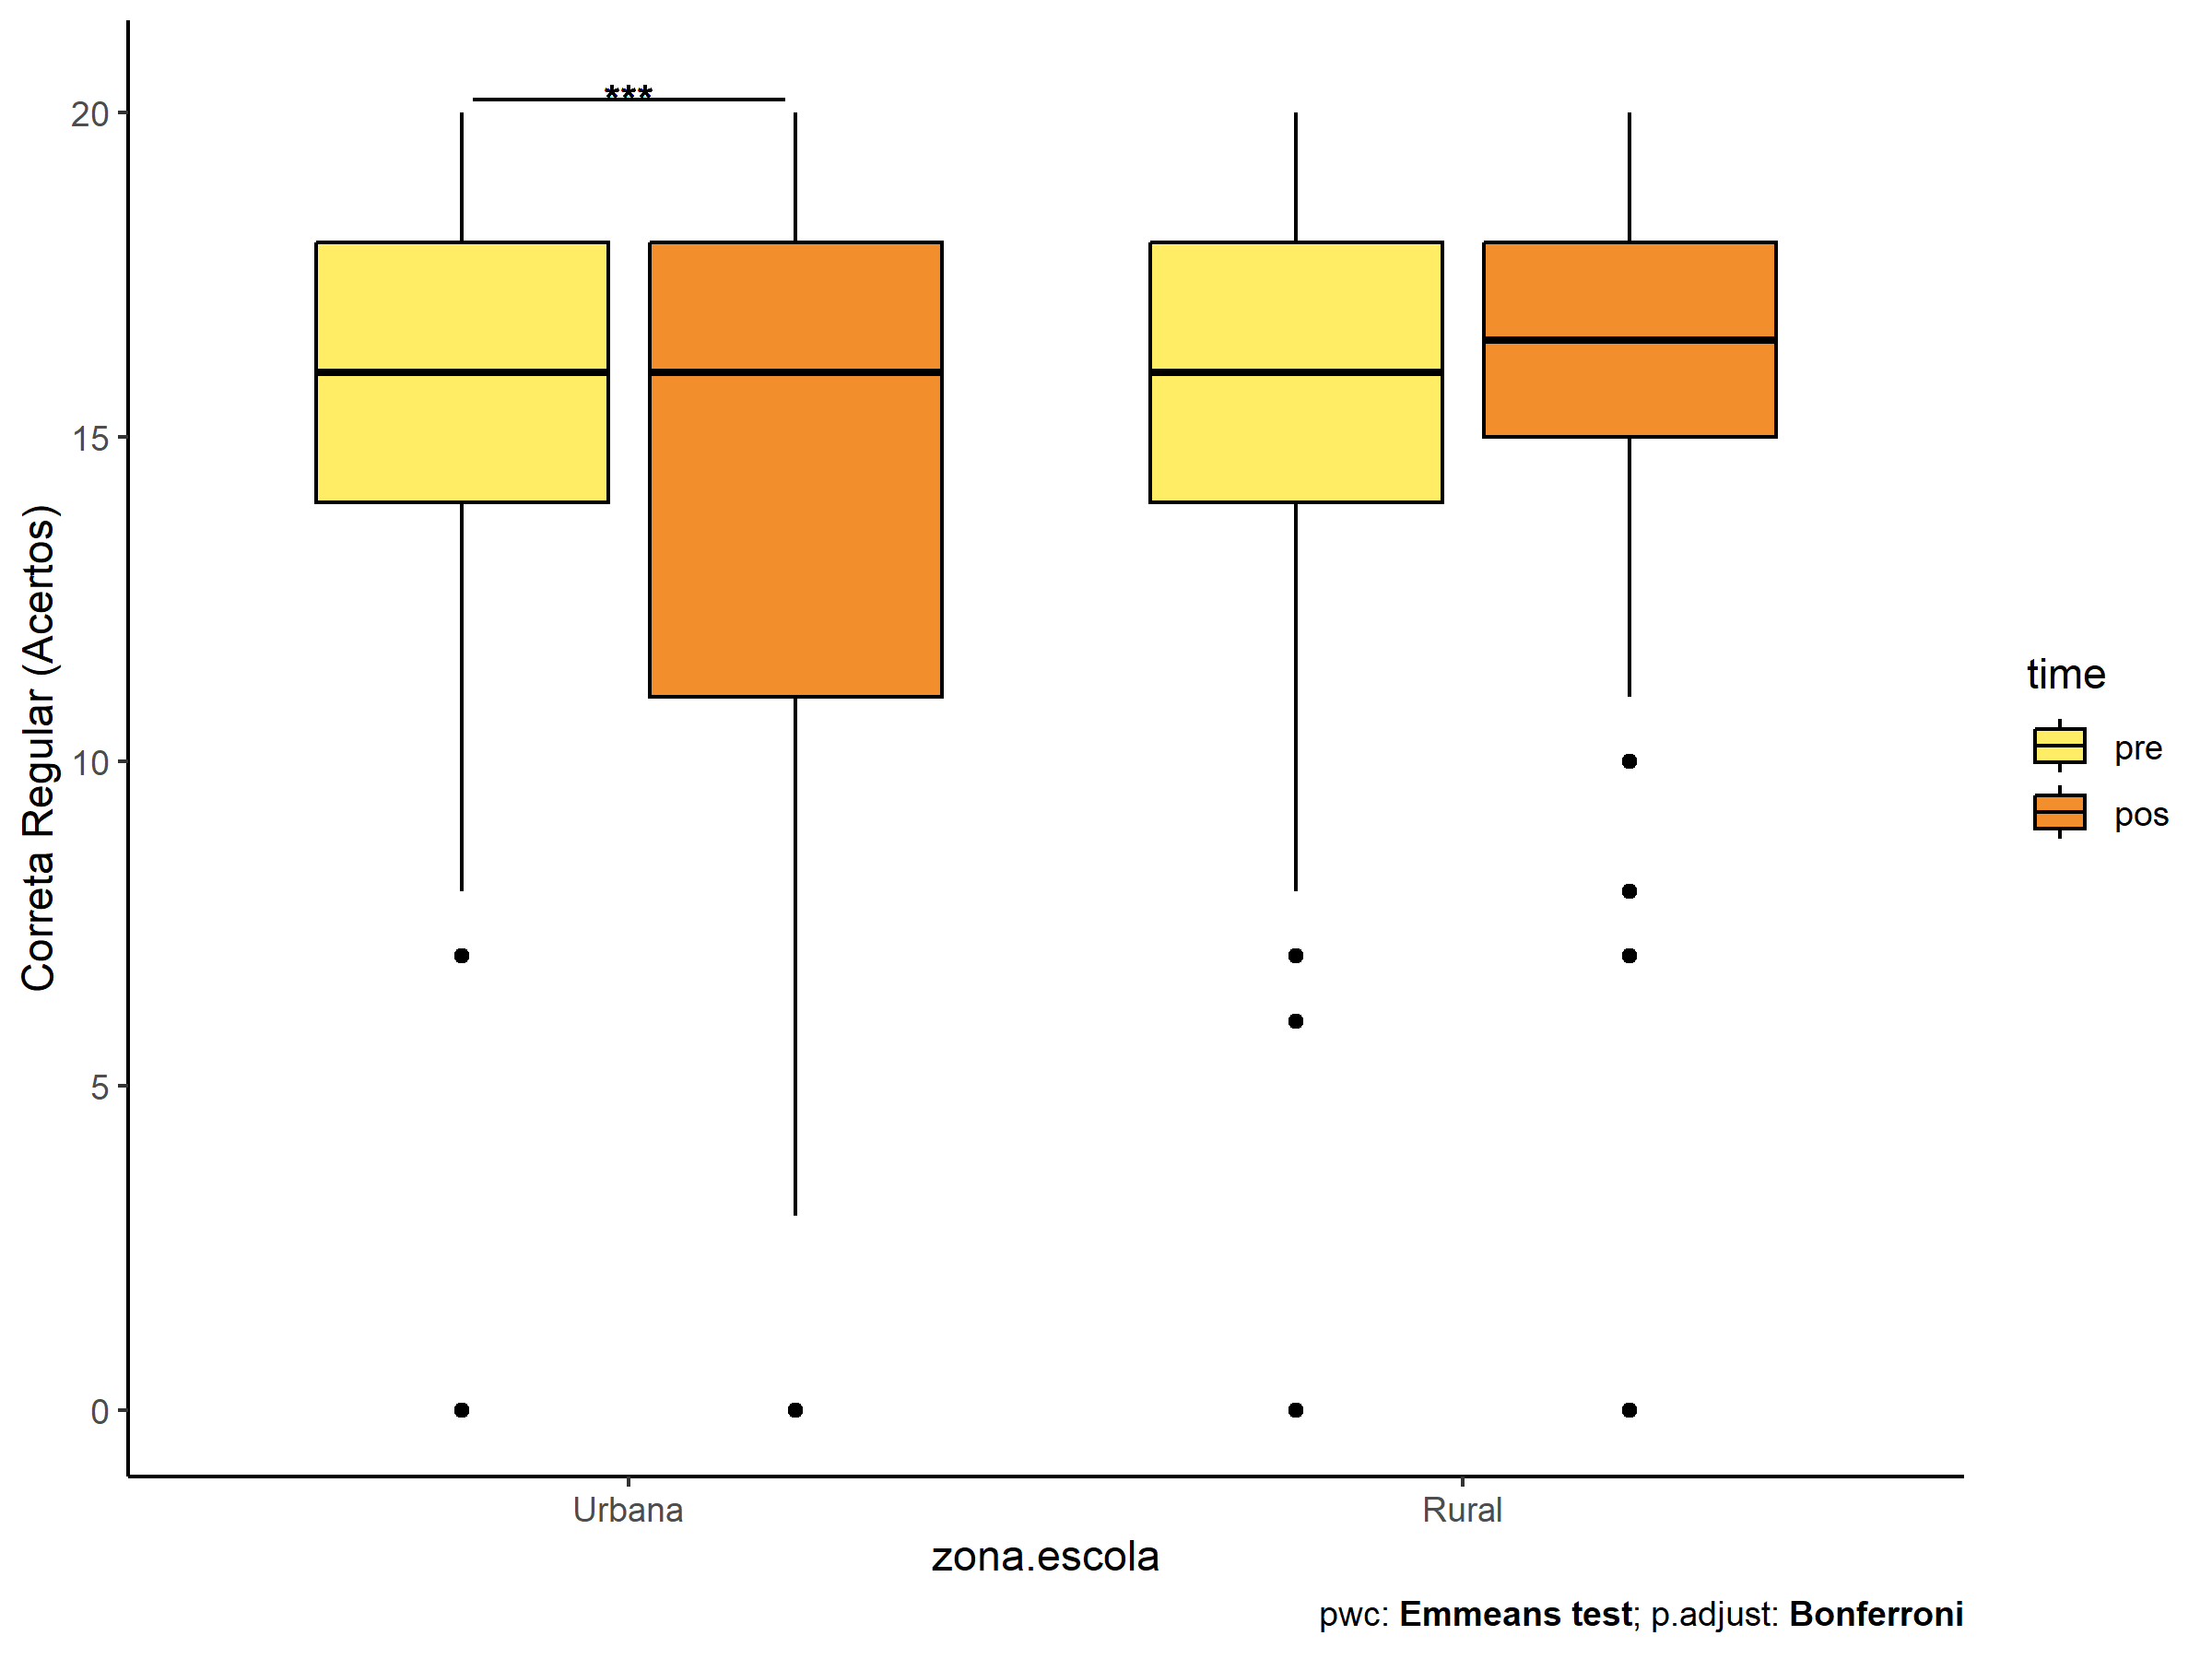 ***
20
15
10
5
0
Correta Regular (Acertos)
Urbana
Rural
zona.escola
time
pre
pos
pwc: Emmeans test; p.adjust: Bonferroni